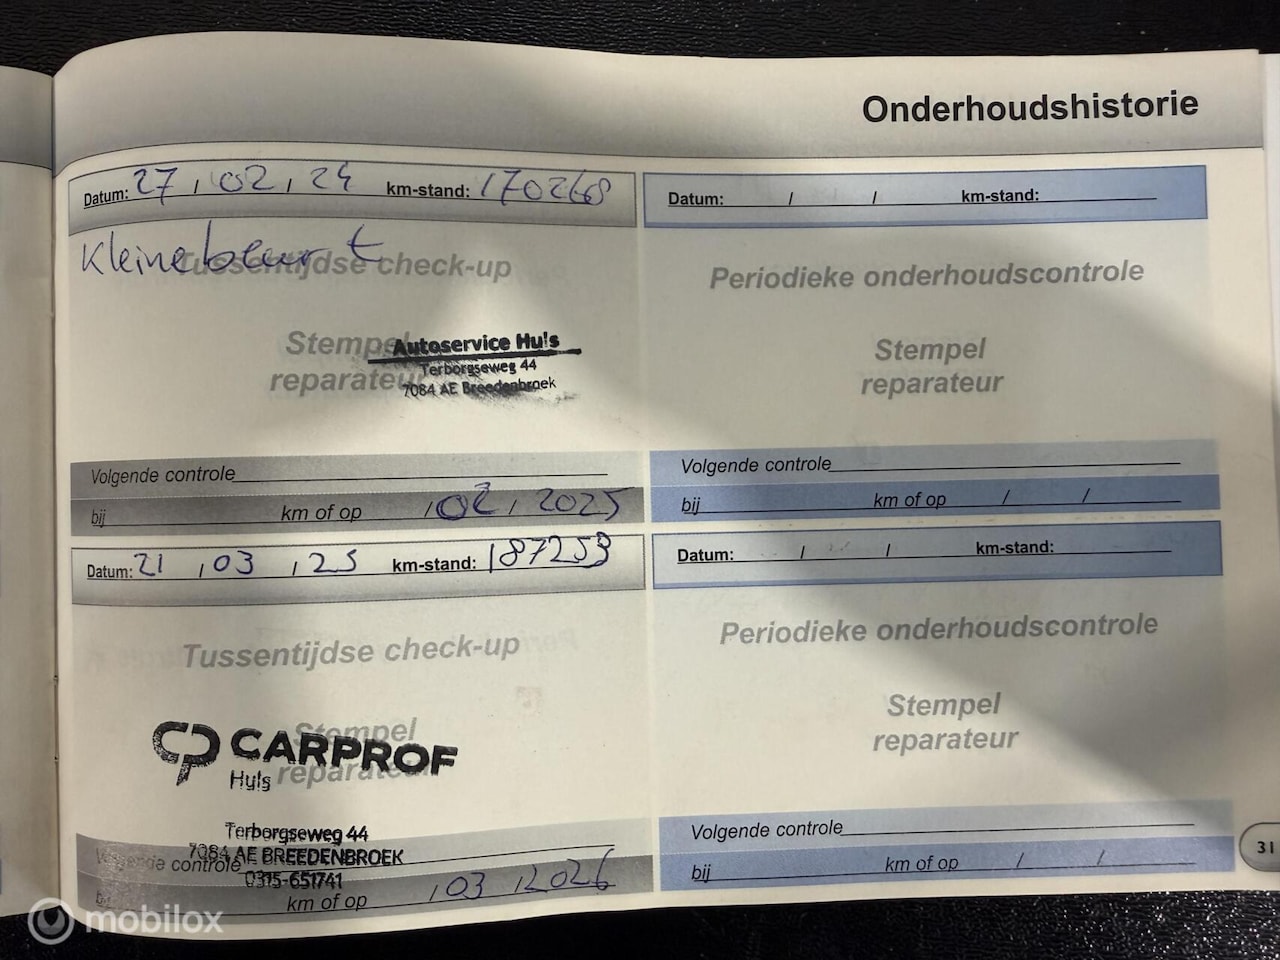 Onderhoudshistorie
Datum: 27 / 02 / 24 km-stand: 170268
Kleine beurt
Tussentijdse check-up
Stempel
reparateur
Autoservice Huls
Terborgseweg 44
7084 AE Breedenbroek
Volgende controle
bij km of op / 02 / 2025
Datum: / / km-stand:
Periodieke onderhoudscontrole
Stempel
reparateur
Volgende controle
bij km of op / /
Datum: 21 / 03 / 25 km-stand: 187253
Tussentijdse check-up
Stempel
reparateur
CP CARPROF
Huls
Terborgseweg 44
7084 AE BREEDENBROEK
0315-651741
Volgende controle
bij km of op / 03 / 2026
Datum: / / km-stand:
Periodieke onderhoudscontrole
Stempel
reparateur
Volgende controle
bij km of op / /
31
mobilox